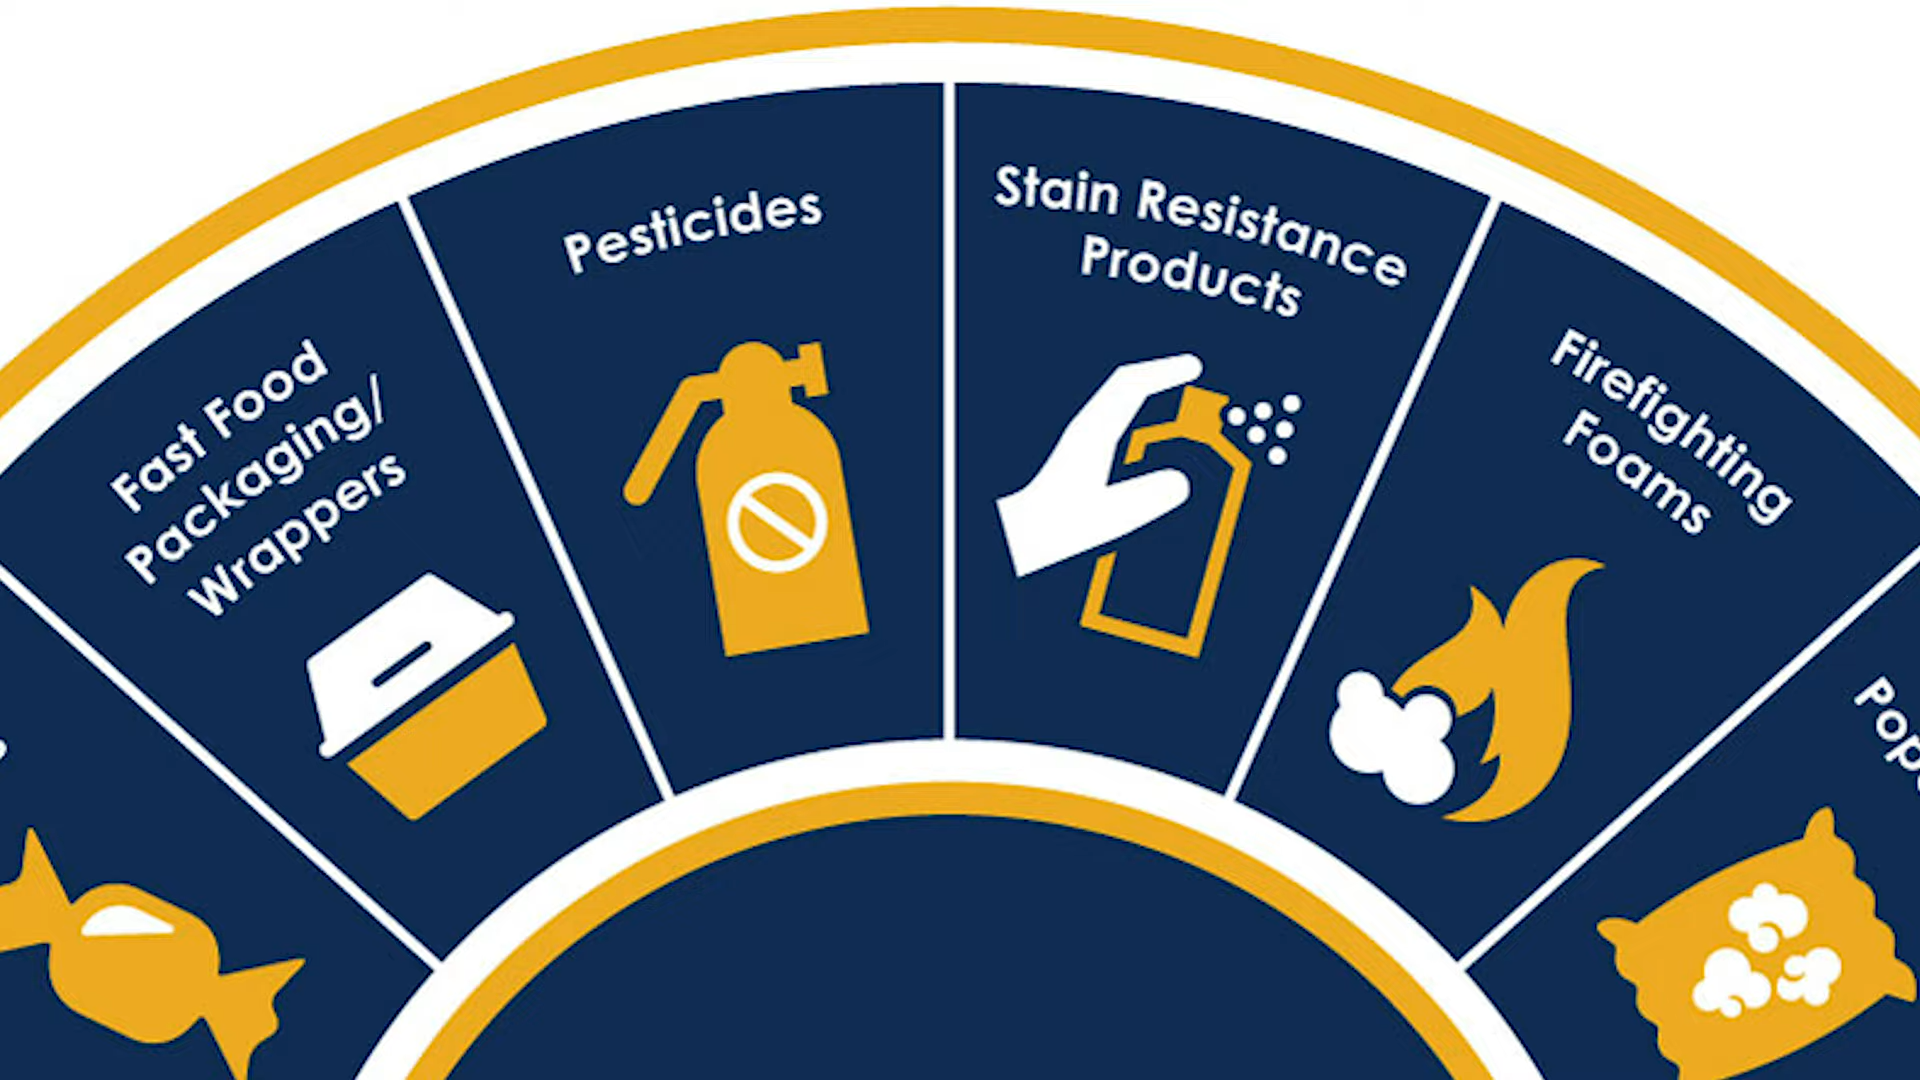 Fast Food
Packaging/
Wrappers
Pesticides
Stain Resistance
Products
Firefighting
Foams